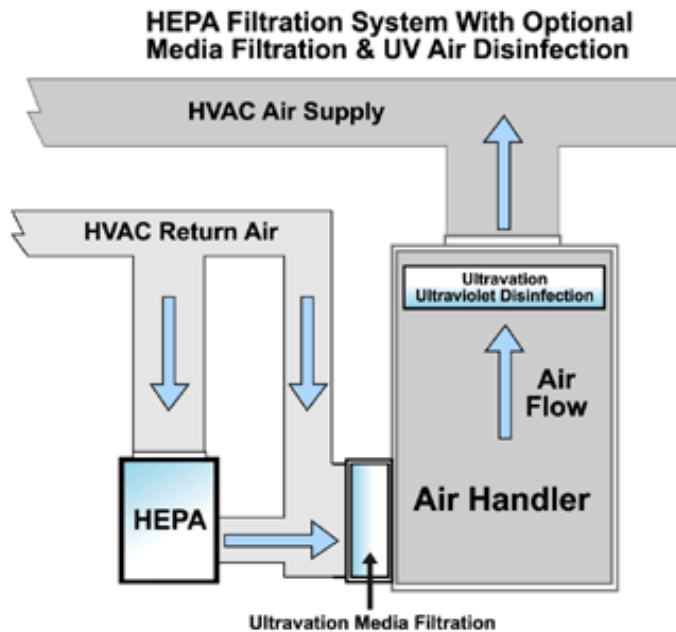 HEPA Filtration System With Optional
Media Filtration & UV Air Disinfection
HVAC Air Supply
HVAC Return Air
Ultravation
Ultraviolet Disinfection
Air
Flow
HEPA
Air Handler
Ultravation Media Filtration